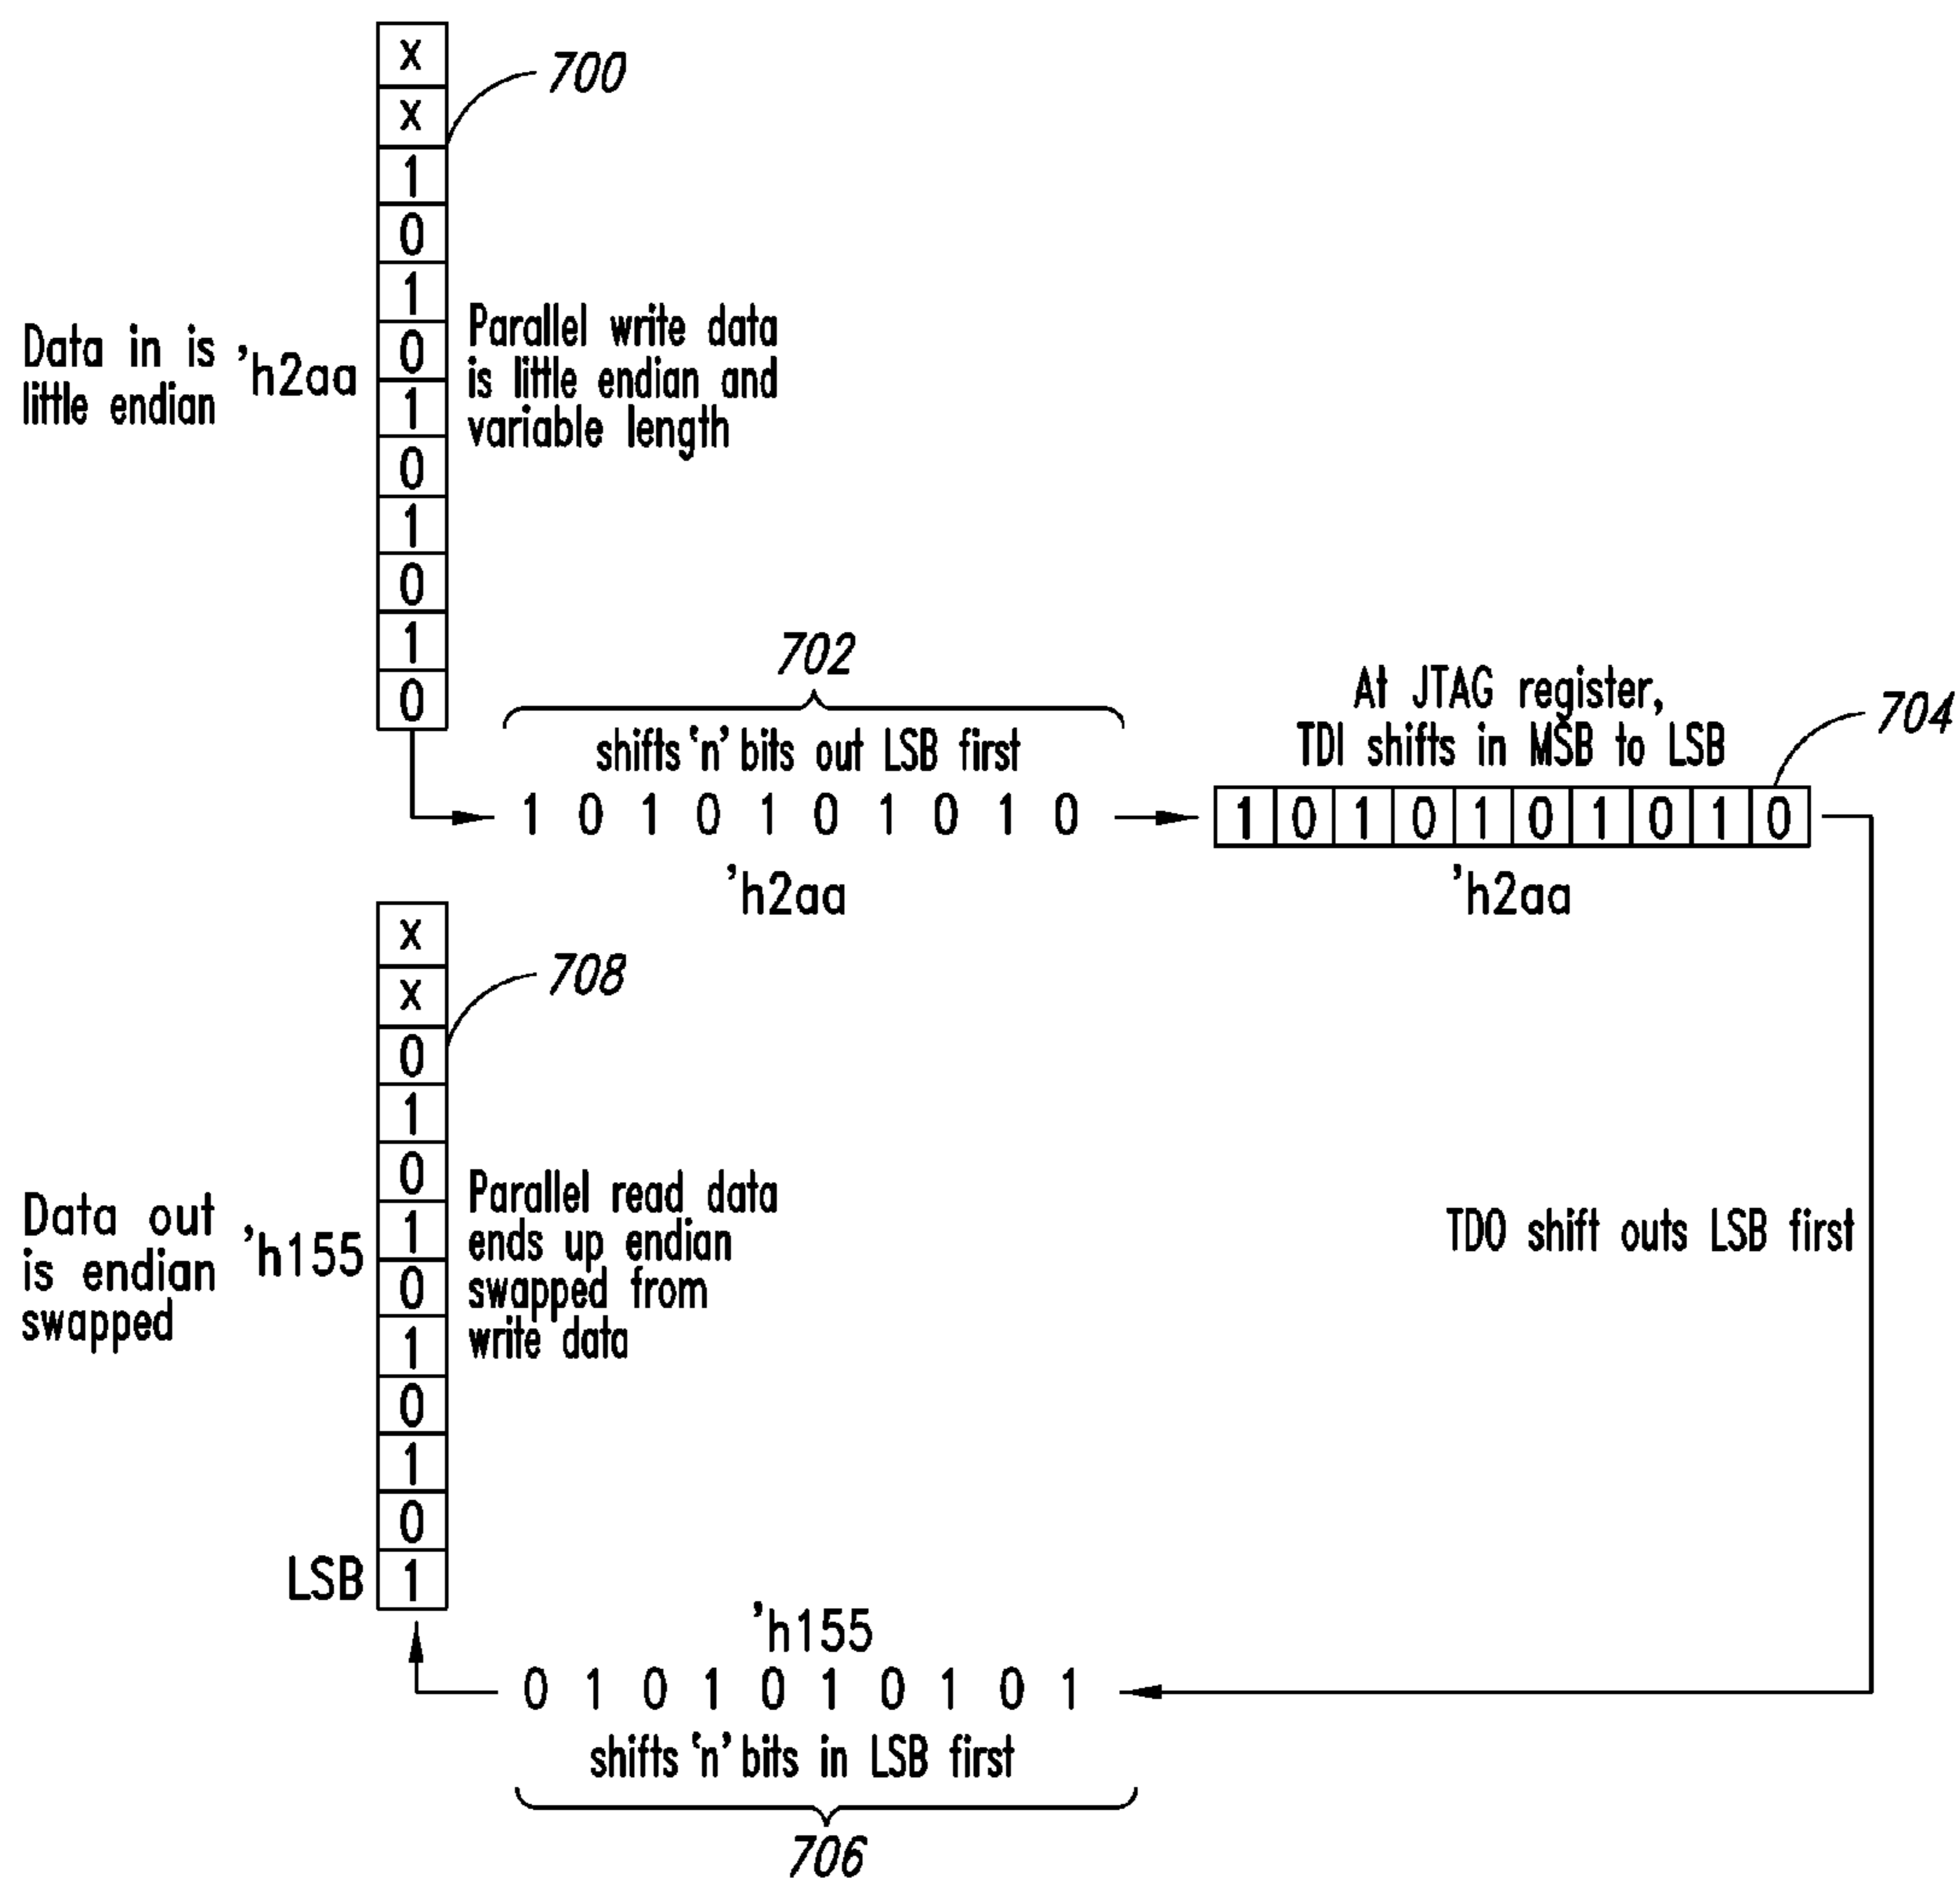 x
x
1
0
1
0
1
0
1
0
1
0
700
Data in is
little endian
'h2aa
Parallel write data
is little endian and
variable length
702
shifts 'n' bits out LSB first
1 0 1 0 1 0 1 0 1 0
'h2aa
At JTAG register,
TDI shifts in MSB to LSB
704
1 0 1 0 1 0 1 0 1 0
'h2aa
x
x
0
1
0
1
0
1
0
1
0
1
708
Data out
is endian
swapped
'h155
Parallel read data
ends up endian
swapped from
write data
TDO shift outs LSB first
LSB
'h155
0 1 0 1 0 1 0 1 0 1
shifts 'n' bits in LSB first
706